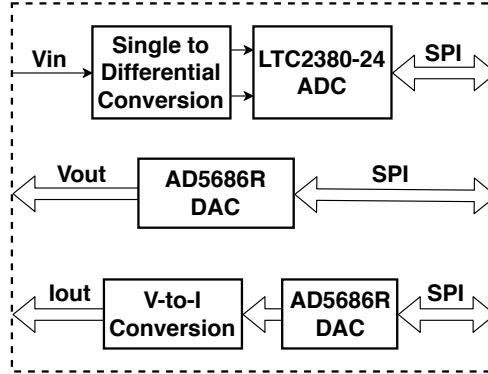 Vin
Single to
Differential
Conversion
LTC2380-24
ADC
SPI
Vout
AD5686R
DAC
SPI
Iout
V-to-I
Conversion
AD5686R
DAC
SPI